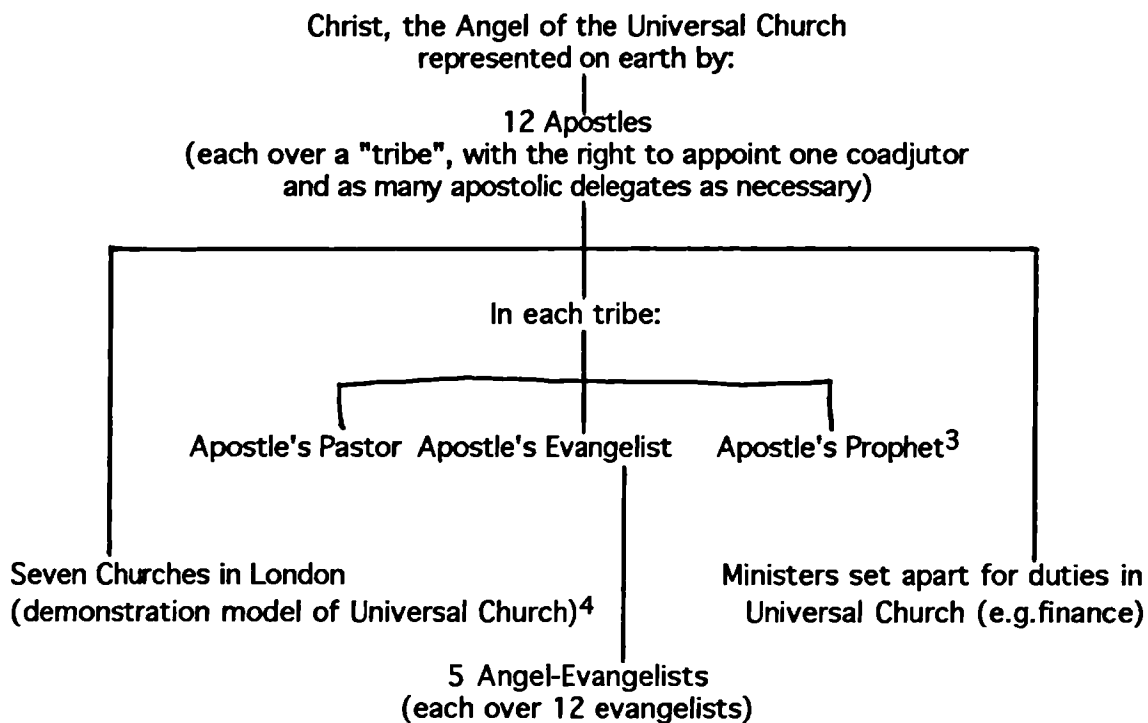 Christ, the Angel of the Universal Church
represented on earth by:
12 Apostles
(each over a "tribe", with the right to appoint one coadjutor
and as many apostolic delegates as necessary)
In each tribe:
Apostle's Pastor Apostle's Evangelist Apostle's Prophet3
Seven Churches in London
(demonstration model of Universal Church)4
Ministers set apart for duties in
Universal Church (e.g.finance)
5 Angel-Evangelists
(each over 12 evangelists)